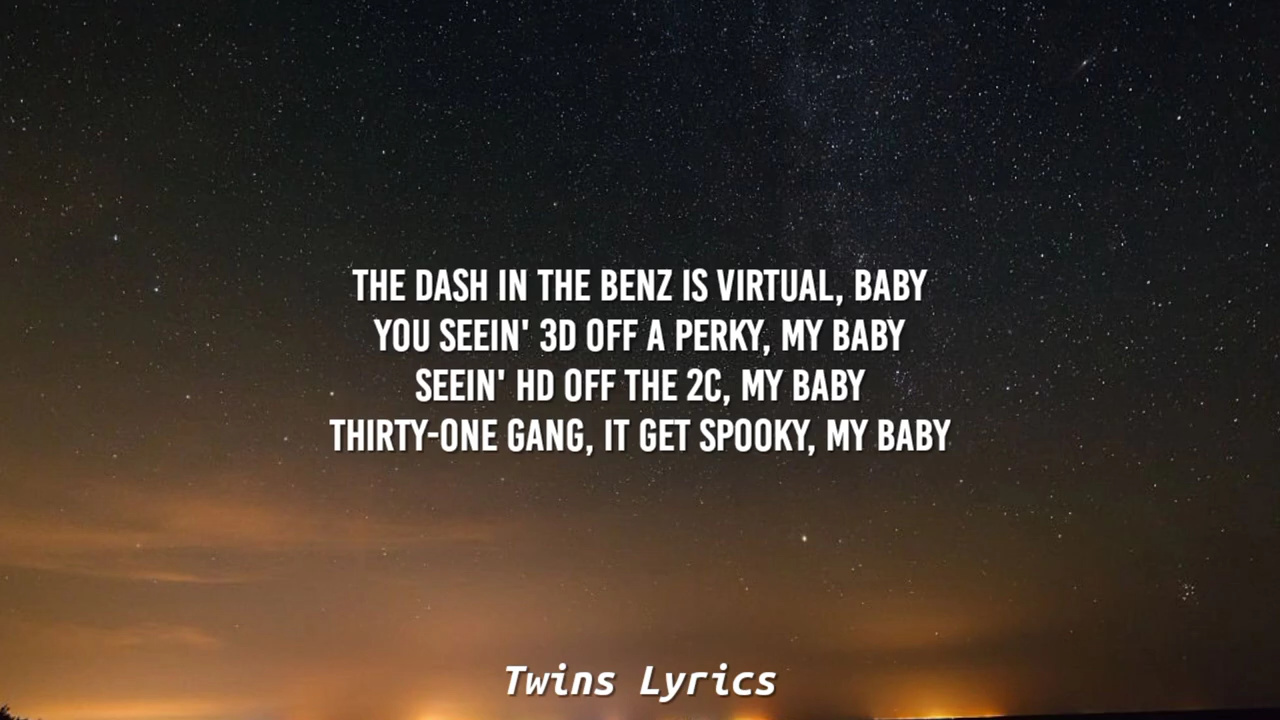 THE DASH IN THE BENZ IS VIRTUAL, BABY
YOU SEEIN' 3D OFF A PERKY, MY BABY
SEEIN' HD OFF THE 2C, MY BABY
THIRTY-ONE GANG, IT GET SPOOKY, MY BABY
Twins Lyrics